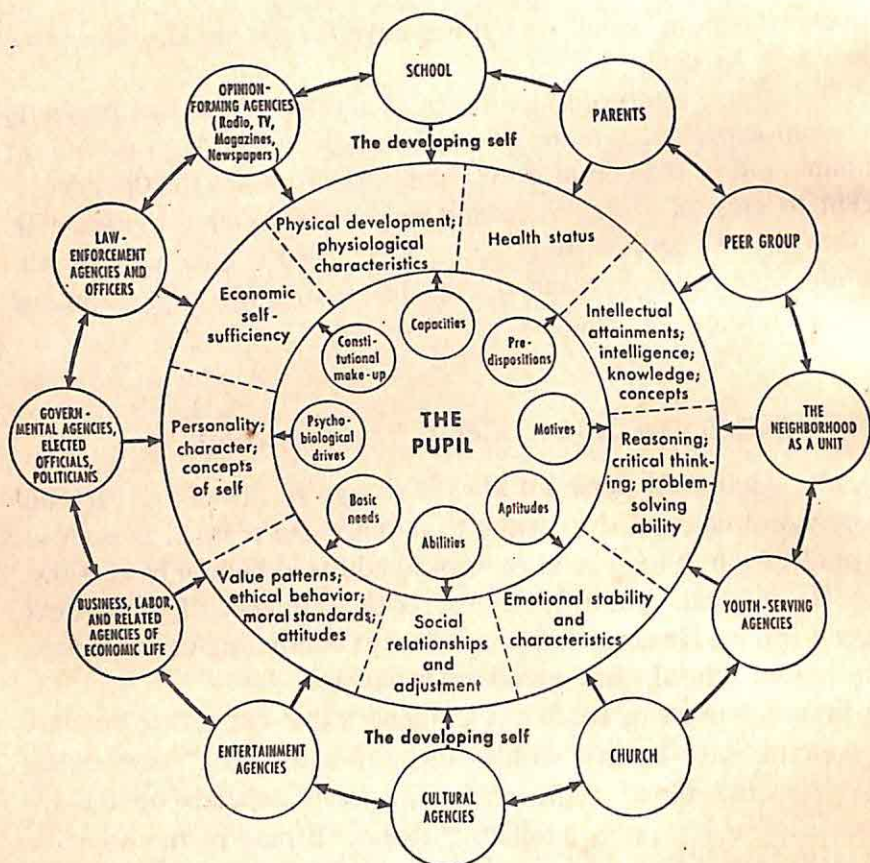 SCHOOL
OPINION-
FORMING AGENCIES
(Radio, TV,
Magazines,
Newspapers)
PARENTS
The developing self
LAW-
ENFORCEMENT
AGENCIES AND
OFFICERS
PEER GROUP
Physical development;
physiological
characteristics
Health status
Economic
self-
sufficiency
Intellectual
attainments;
intelligence;
knowledge;
concepts
Capacities
Consti-
tutional
make-up
Pre-
dispositions
GOVERN-
MENTAL AGENCIES,
ELECTED
OFFICIALS,
POLITICIANS
Personality;
character;
concepts
of self
Psycho-
biological
drives
THE
PUPIL
Motives
Reasoning;
critical think-
ing; problem-
solving
ability
THE
NEIGHBORHOOD
AS A UNIT
Basic
needs
Abilities
Aptitudes
BUSINESS, LABOR,
AND RELATED
AGENCIES OF
ECONOMIC LIFE
Value patterns;
ethical behavior;
moral standards;
attitudes
Social
relationships
and
adjustment
Emotional stability
and
characteristics
YOUTH-SERVING
AGENCIES
The developing self
ENTERTAINMENT
AGENCIES
CULTURAL
AGENCIES
CHURCH